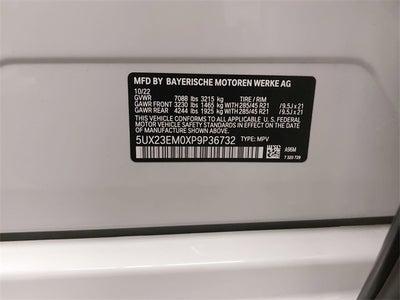 MFD BY BAYERISCHE MOTOREN WERKE AG
10/22
GVWR 7088 lbs 3215 kg TIRE / RIM
GAWR FRONT 3230 lbs 1465 kg with 285/45 R21 / 9.5J x 21
GAWR REAR 4244 lbs 1925 kg with 285/45 R21 / 9.5J x 21
THIS VEHICLE CONFORMS TO ALL APPLICABLE U. S. FEDERAL
MOTOR VEHICLE SAFETY STANDARDS IN EFFECT ON THE DATE
OF MANUFACTURE SHOWN ABOVE.
5UX23EM0XP9P36732 TYPE: MPV
A96M
7 323 729